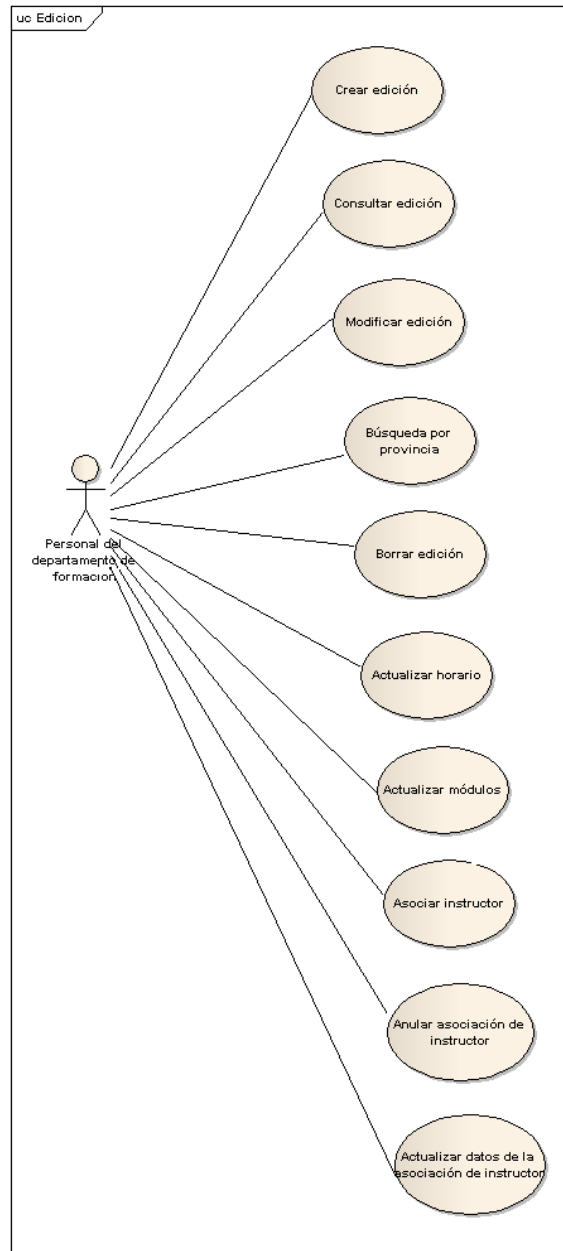 uc Edicion
Crear edición
Consultar edición
Modificar edición
Búsqueda por
provincia
Personal del
departamento de
formación
Borrar edición
Actualizar horario
Actualizar módulos
Asociar instructor
Anular asociación de
instructor
Actualizar datos de la
asociación de instructor